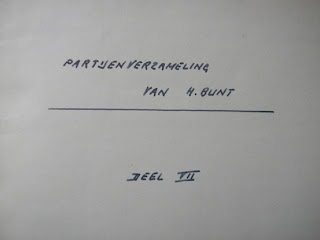 PARTIJENVERZAMELING
VAN H. BUNT
DEEL VII